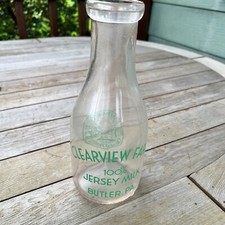 CLEARVIEW FA
100%
JERSEY MILK
BUTLER, PA.